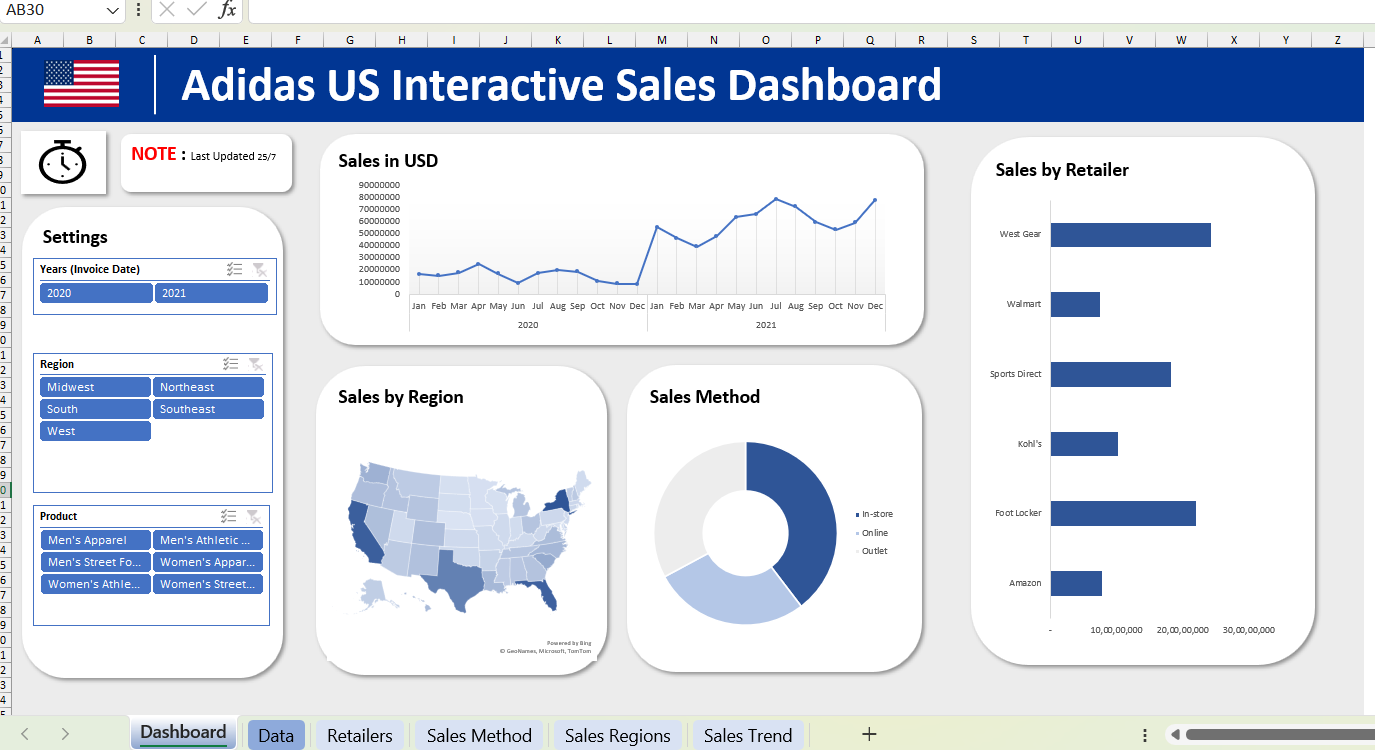 AB30
fx
A B C D E F G H I J K L M N O P Q R S T U V W X Y Z
Adidas US Interactive Sales Dashboard
NOTE : Last Updated 25/7
Settings
Years (Invoice Date)
2020 2021
Region
Midwest Northeast
South Southeast
West
Product
Men's Apparel Men's Athletic ...
Men's Street Fo... Women's Appar...
Women's Athle... Women's Street...
Sales in USD
90000000
80000000
70000000
60000000
50000000
40000000
30000000
20000000
10000000
0
Jan Feb Mar Apr May Jun Jul Aug Sep Oct Nov Dec Jan Feb Mar Apr May Jun Jul Aug Sep Oct Nov Dec
2020 2021
Sales by Region
Powered by Bing
© GeoNames, Microsoft, TomTom
Sales Method
In-store
Online
Outlet
Sales by Retailer
West Gear
Walmart
Sports Direct
Kohl's
Foot Locker
Amazon
- 10,00,00,000 20,00,00,000 30,00,00,000
Dashboard Data Retailers Sales Method Sales Regions Sales Trend